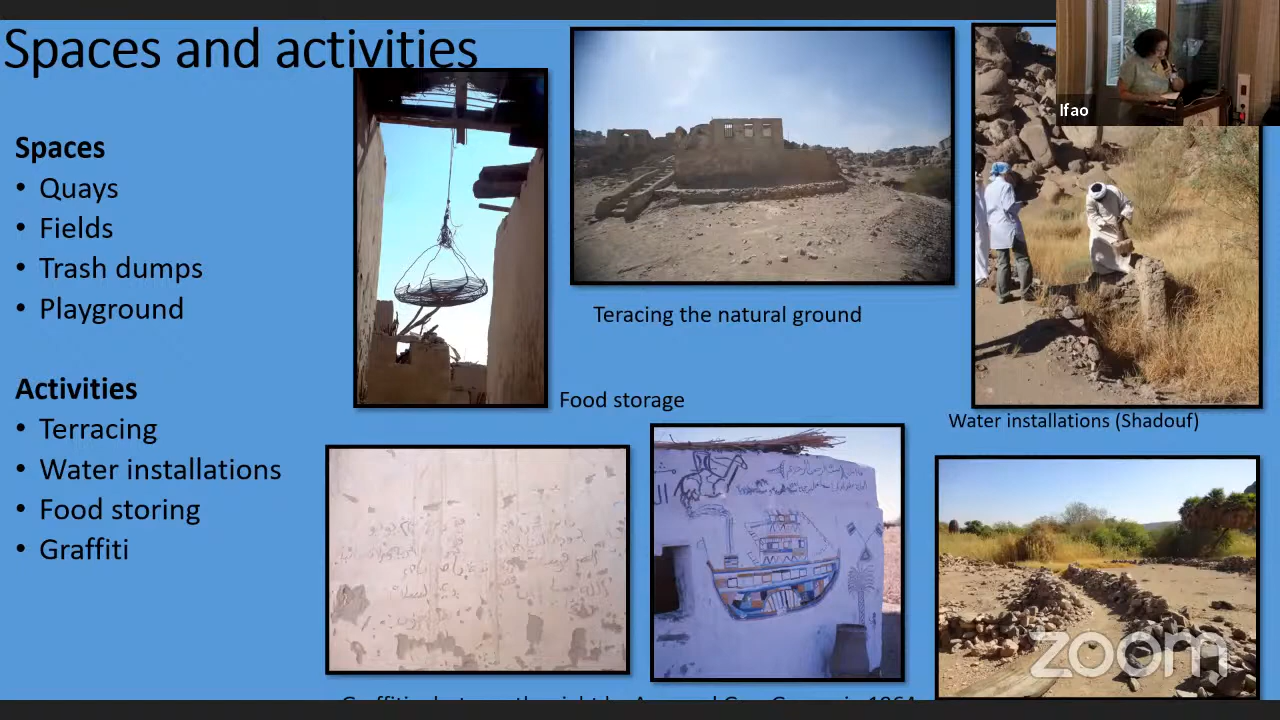 Spaces and activities
Ifao
Spaces
• Quays
• Fields
• Trash dumps
• Playground
Activities
• Terracing
• Water installations
• Food storing
• Graffiti
Teracing the natural ground
Food storage
Water installations (Shadouf)
zoom